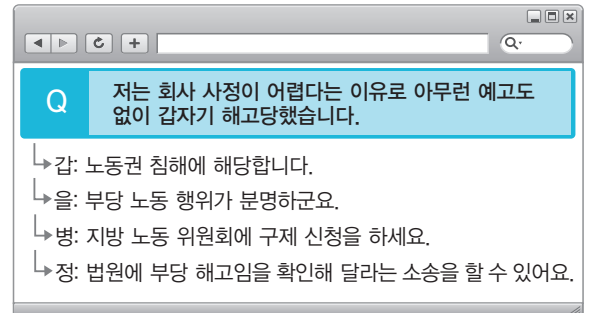 Q
저는 회사 사정이 어렵다는 이유로 아무런 예고도
없이 갑자기 해고당했습니다.
갑: 노동권 침해에 해당합니다.
을: 부당 노동 행위가 분명하군요.
병: 지방 노동 위원회에 구제 신청을 하세요.
정: 법원에 부당 해고임을 확인해 달라는 소송을 할 수 있어요.